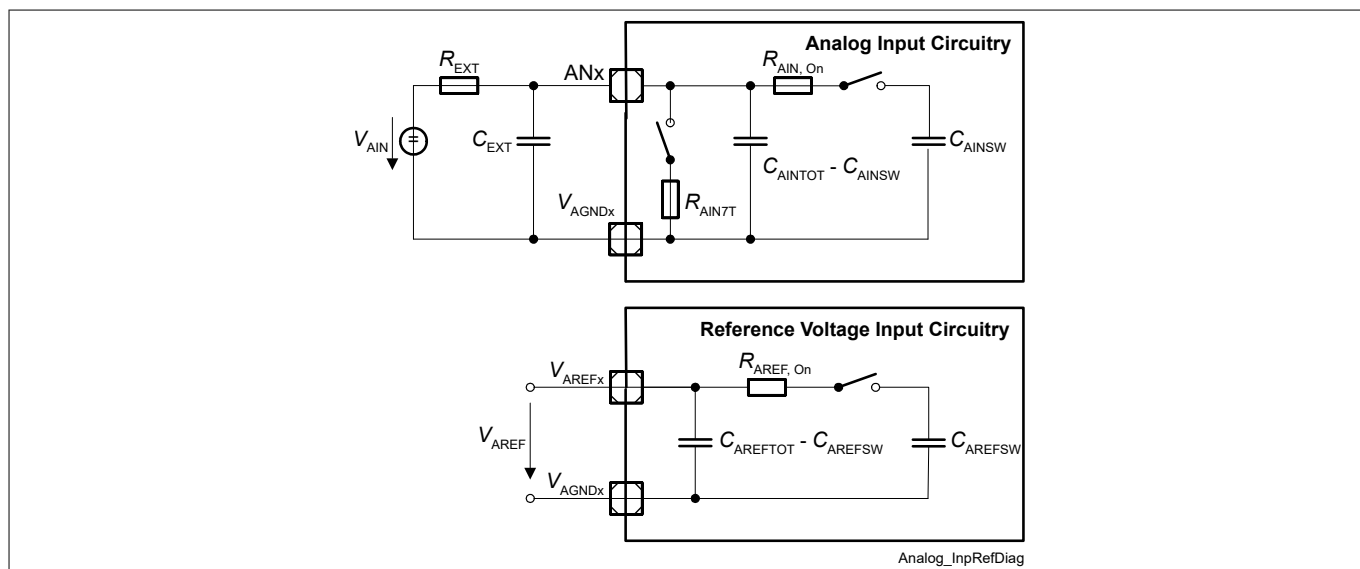 Analog Input Circuitry
R_EXT
ANx
R_AIN, On
V_AIN
C_EXT
C_AINTOT - C_AINSW
C_AINSW
R_AIN7T
V_AGNDx
Reference Voltage Input Circuitry
V_AREFx
R_AREF, On
V_AREF
C_AREFTOT - C_AREFSW
C_AREFSW
V_AGNDx
Analog_InpRefDiag